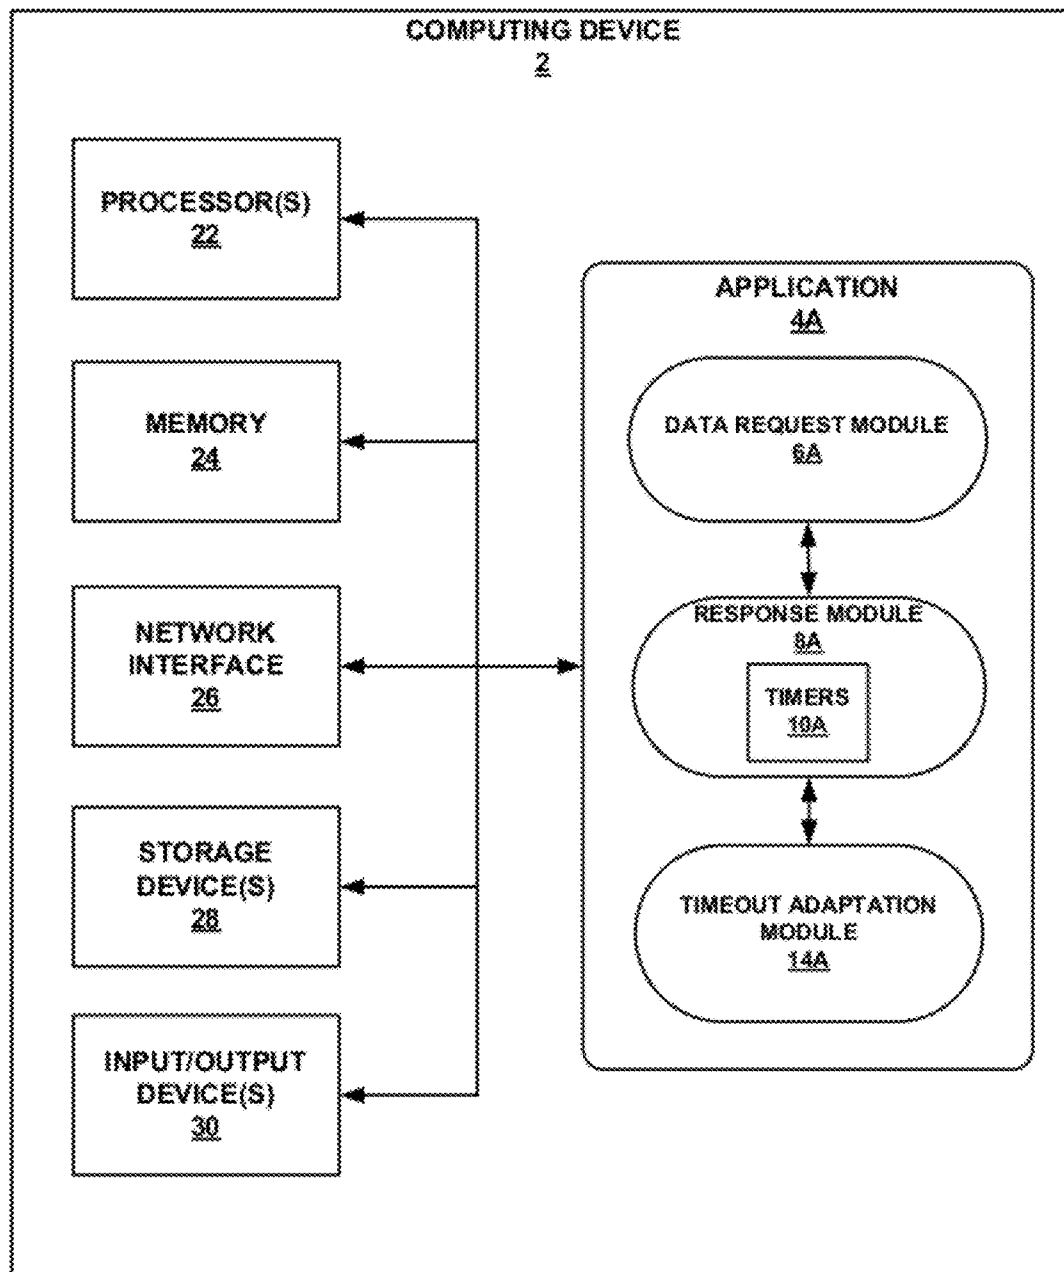 COMPUTING DEVICE
2
PROCESSOR(S)
22
MEMORY
24
NETWORK
INTERFACE
26
STORAGE
DEVICE(S)
28
INPUT/OUTPUT
DEVICE(S)
30
APPLICATION
4A
DATA REQUEST MODULE
6A
RESPONSE MODULE
8A
TIMERS
10A
TIMEOUT ADAPTATION
MODULE
14A